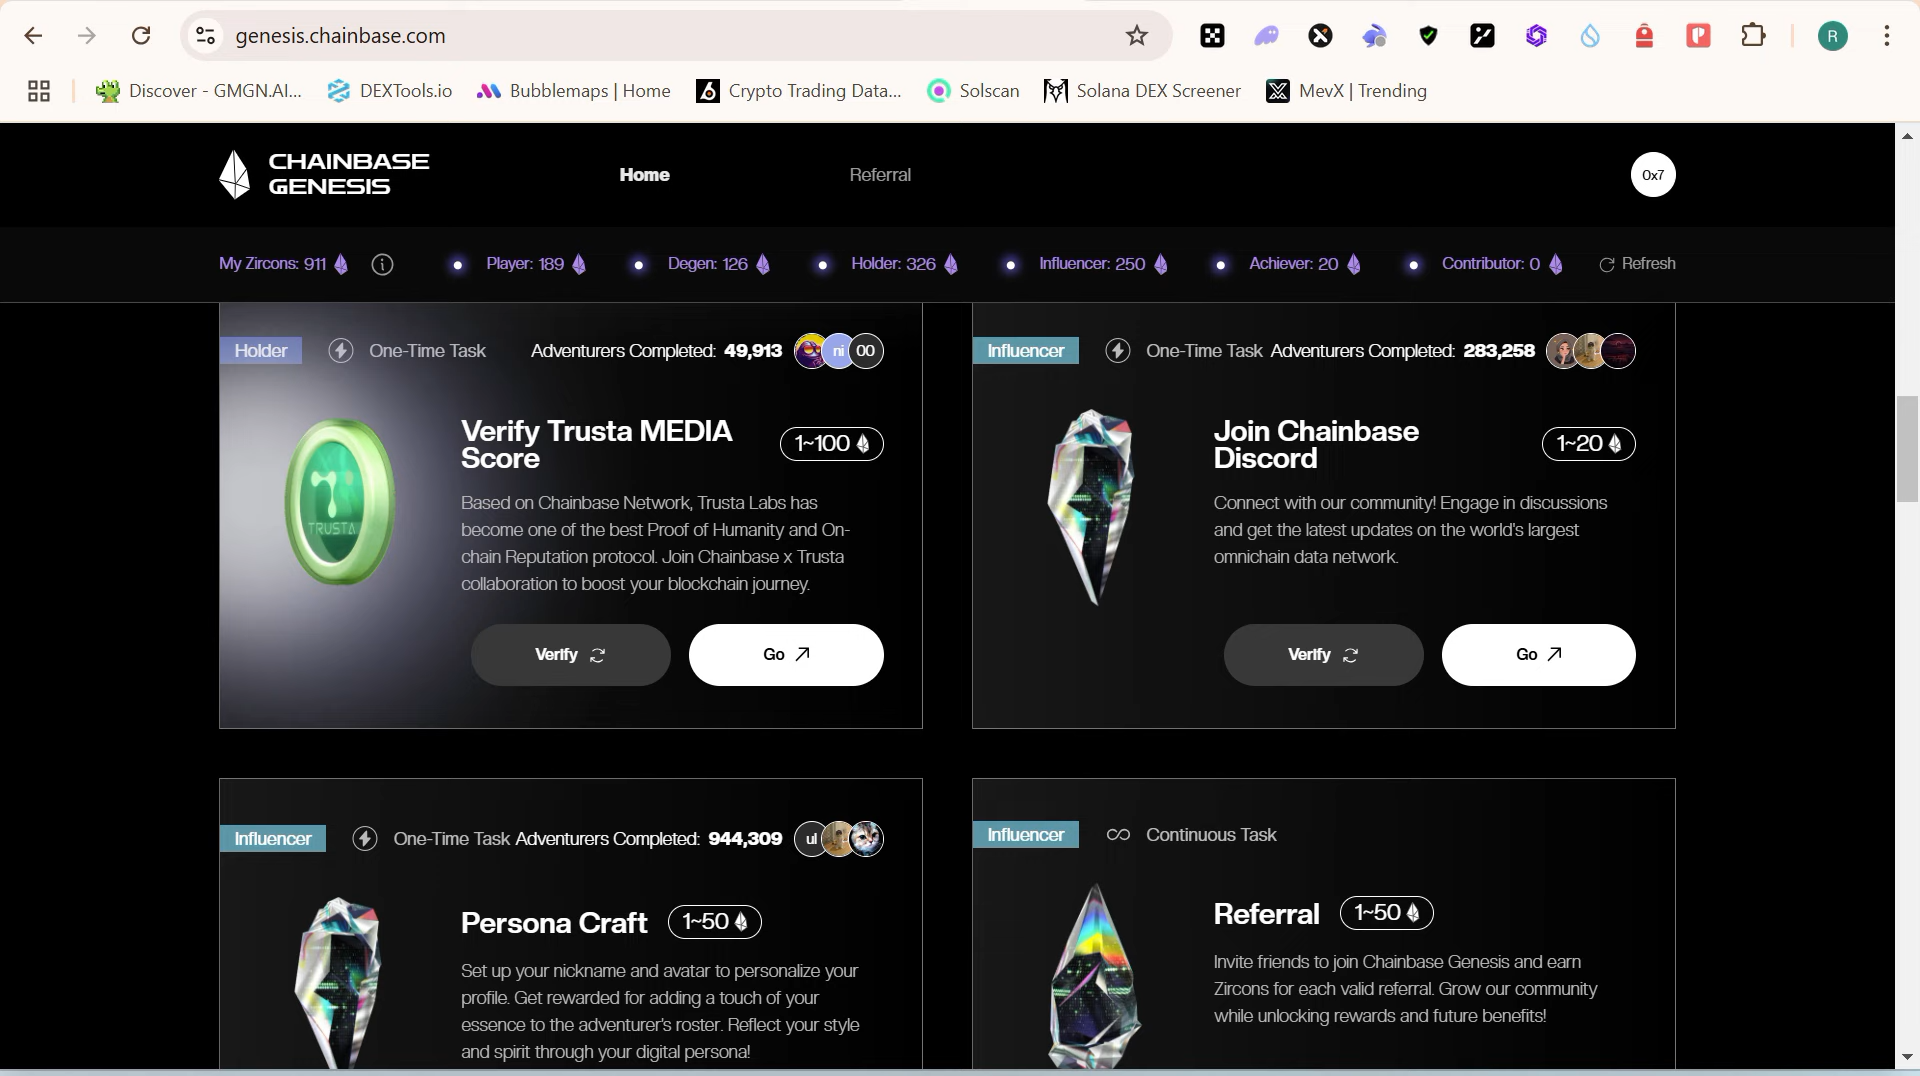 genesis.chainbase.com
R
Discover - GMGN.AI...
DEXTools.io
Bubblemaps | Home
Crypto Trading Data...
Solscan
Solana DEX Screener
MevX | Trending
CHAINBASE
GENESIS
Home
Referral
0x7
My Zircons: 911
Player: 189
Degen: 126
Holder: 326
Influencer: 250
Achiever: 20
Contributor: 0
Refresh
Holder
One-Time Task
Adventurers Completed: 49,913
ni
00
Verify Trusta MEDIA
Score
1~100
Based on Chainbase Network, Trusta Labs has
become one of the best Proof of Humanity and On-
chain Reputation protocol. Join Chainbase x Trusta
collaboration to boost your blockchain journey.
TRUSTA
Verify
Go
Influencer
One-Time Task
Adventurers Completed: 283,258
Join Chainbase
Discord
1~20
Connect with our community! Engage in discussions
and get the latest updates on the world's largest
omnichain data network.
Verify
Go
Influencer
One-Time Task
Adventurers Completed: 944,309
ul
Persona Craft
1~50
Set up your nickname and avatar to personalize your
profile. Get rewarded for adding a touch of your
essence to the adventurer's roster. Reflect your style
and spirit through your digital persona!
Influencer
Continuous Task
Referral
1~50
Invite friends to join Chainbase Genesis and earn
Zircons for each valid referral. Grow our community
while unlocking rewards and future benefits!